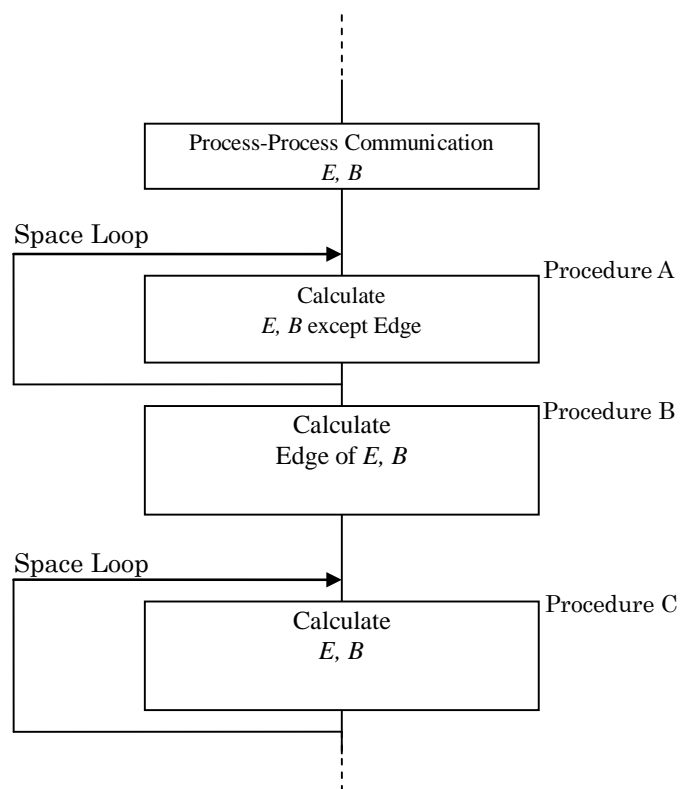 Process-Process Communication
E, B
Space Loop
Procedure A
Calculate
E, B except Edge
Procedure B
Calculate
Edge of E, B
Space Loop
Procedure C
Calculate
E, B